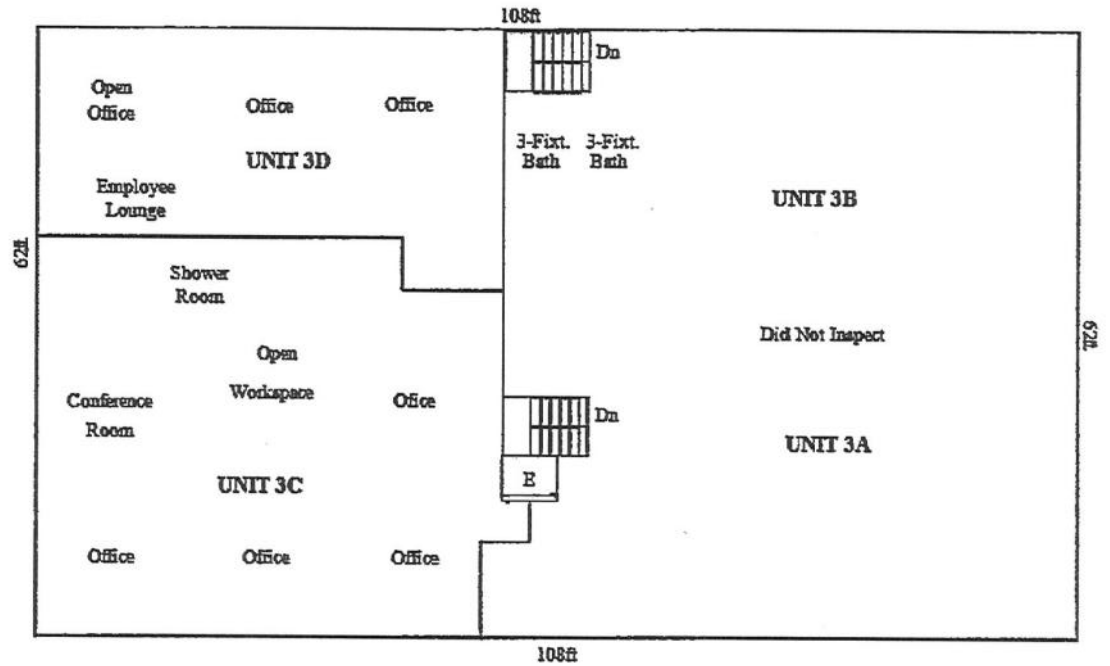 108ft
Dn
Open
Office
Office
Office
3-Fixt.
Bath
3-Fixt.
Bath
UNIT 3D
Employee
Lounge
UNIT 3B
62ft
Shower
Room
Did Not Inspect
62ft
Open
Workspace
Conference
Room
Ofice
Dn
UNIT 3A
E
UNIT 3C
Office
Office
Office
108ft